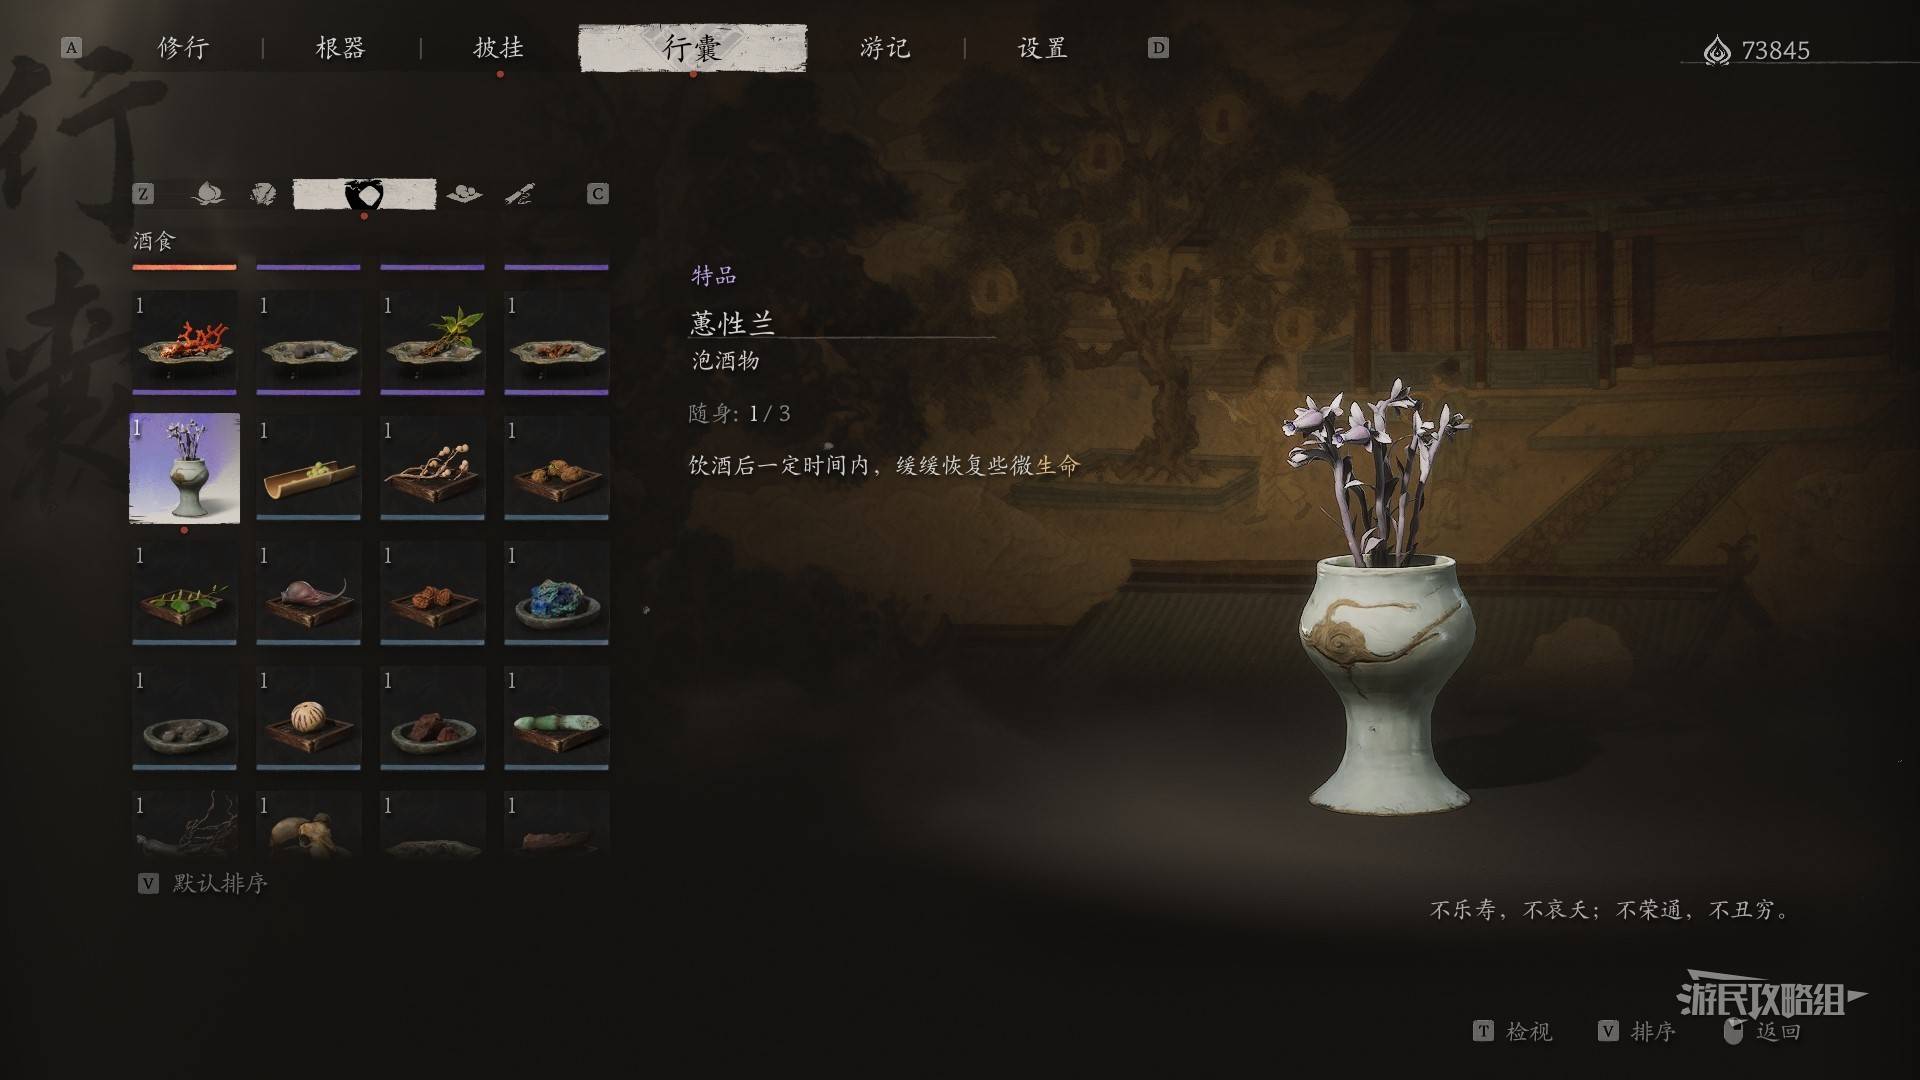 A 修行 | 根器 | 披挂 行囊 游记 | 设置 D
73845
行囊
Z C
酒食
1 1 1 1
1 1 1 1
1 1 1 1
1 1 1 1
1 1 1 1
V 默认排序
特品
蕙性兰
泡酒物
随身: 1/3
饮酒后一定时间内，缓缓恢复些微生命
不乐寿，不哀夭；不荣通，不丑穷。
游民攻略组
T 检视 V 排序 返回